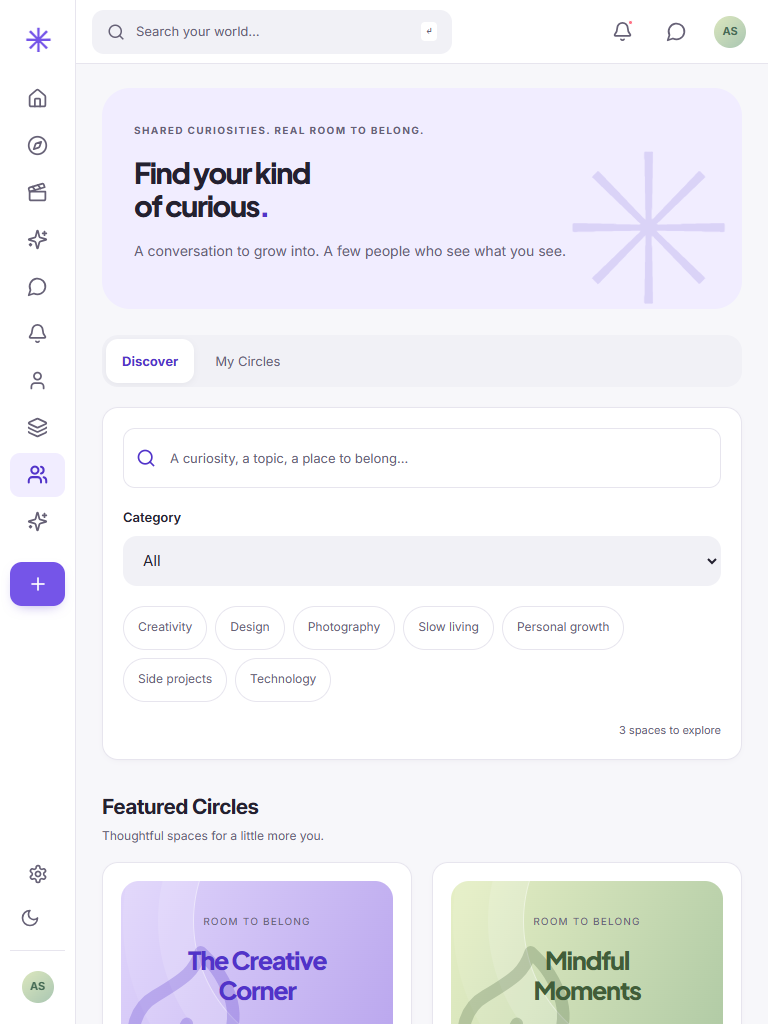 Search your world...
AS
SHARED CURIOSITIES. REAL ROOM TO BELONG.
Find your kind
of curious.
A conversation to grow into. A few people who see what you see.
Discover
My Circles
A curiosity, a topic, a place to belong...
Category
All
Creativity
Design
Photography
Slow living
Personal growth
Side projects
Technology
3 spaces to explore
Featured Circles
Thoughtful spaces for a little more you.
ROOM TO BELONG
The Creative
Corner
ROOM TO BELONG
Mindful
Moments
AS